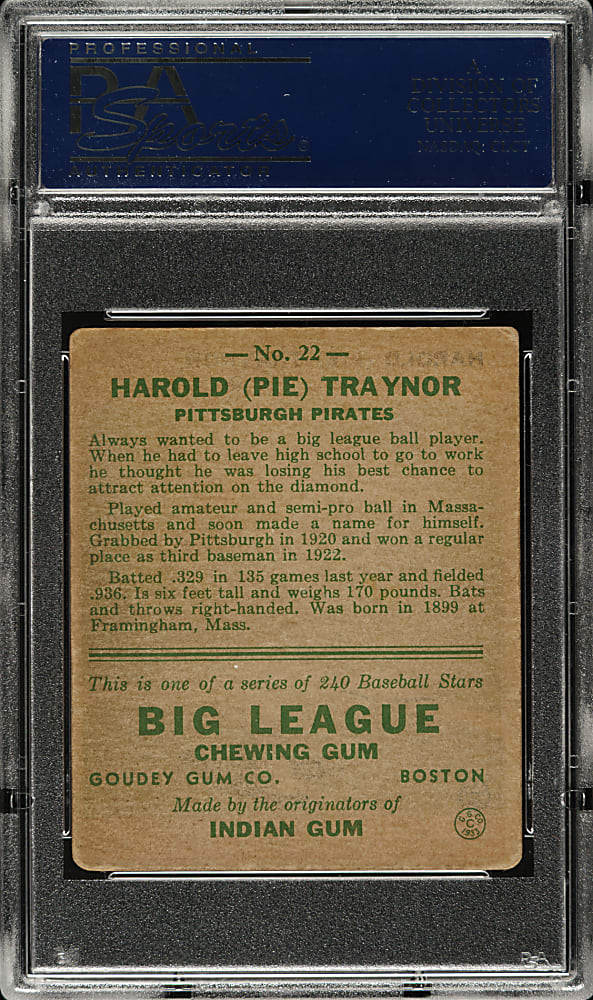 PROFESSIONAL
PSA
Sports
AUTHENTICATOR
A
DIVISION OF
COLLECTORS
UNIVERSE
NASDAQ: CLCT
— No. 22 —
HAROLD (PIE) TRAYNOR
PITTSBURGH PIRATES
Always wanted to be a big league ball player.
When he had to leave high school to go to work
he thought he was losing his best chance to
attract attention on the diamond.
Played amateur and semi-pro ball in Massa-
chusetts and soon made a name for himself.
Grabbed by Pittsburgh in 1920 and won a regular
place as third baseman in 1922.
Batted .329 in 135 games last year and fielded
.936. Is six feet tall and weighs 170 pounds. Bats
and throws right-handed. Was born in 1899 at
Framingham, Mass.
This is one of a series of 240 Baseball Stars
BIG LEAGUE
CHEWING GUM
GOUDEY GUM CO. BOSTON
Made by the originators of
INDIAN GUM
G.G.CO.
C
1933
PSA